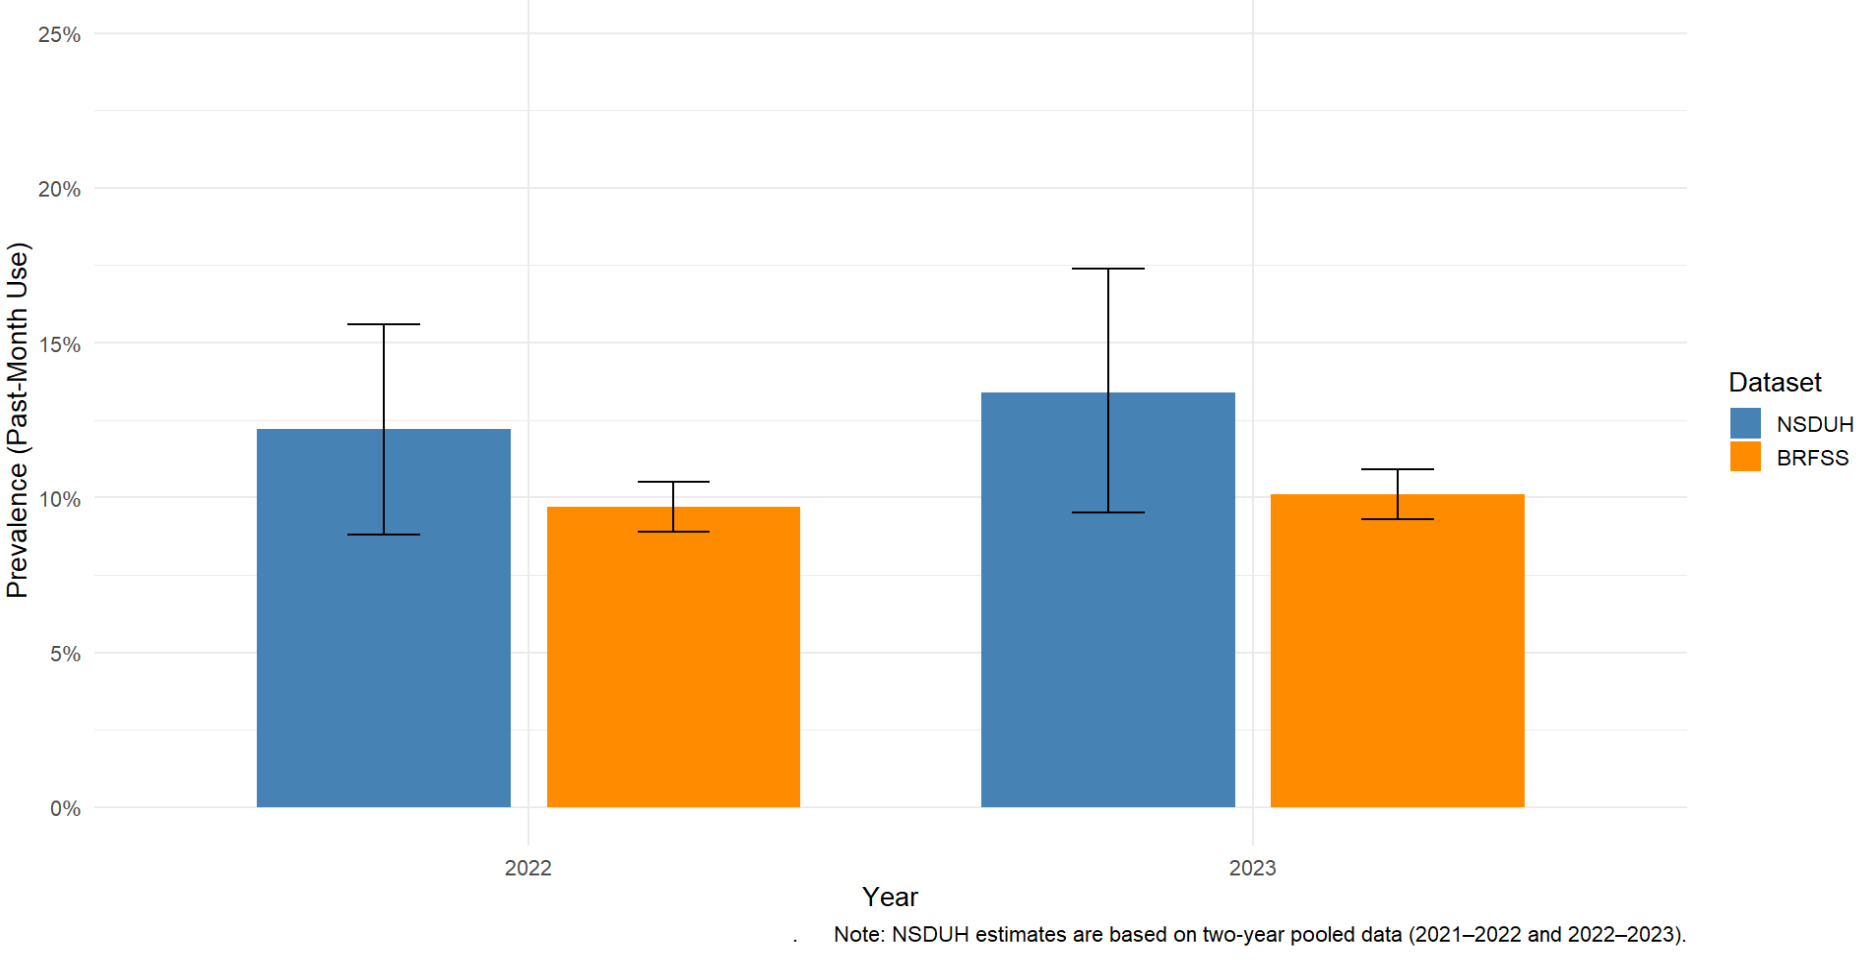 25%
20%
15%
10%
5%
0%
Prevalence (Past-Month Use)
2022
2023
Year
Dataset
NSDUH
BRFSS
. Note: NSDUH estimates are based on two-year pooled data (2021–2022 and 2022–2023).